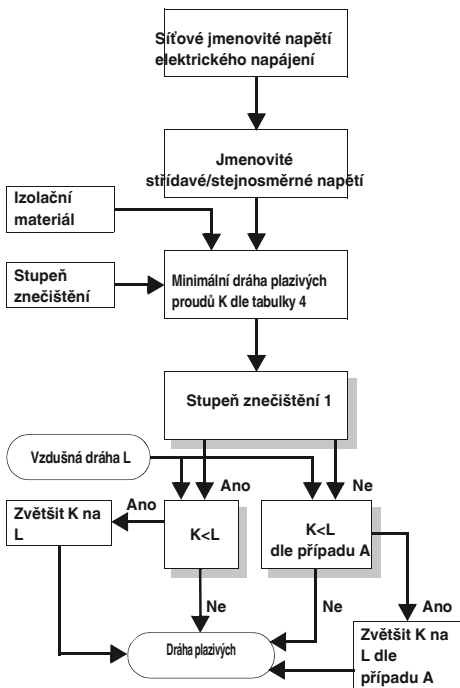 Síťové jmenovité napětí
elektrického napájení
Jmenovité
střídavé/stejnosměrné napětí
Izolační
materiál
Stupeň
znečištění
Minimální dráha plazivých
proudů K dle tabulky 4
Stupeň znečištění 1
Vzdušná dráha L
Ano
Ne
Zvětšit K na
L
Ano
K<L
K<L
dle případu A
Ne
Ne
Ano
Dráha plazivých
Zvětšit K na
L dle
případu A